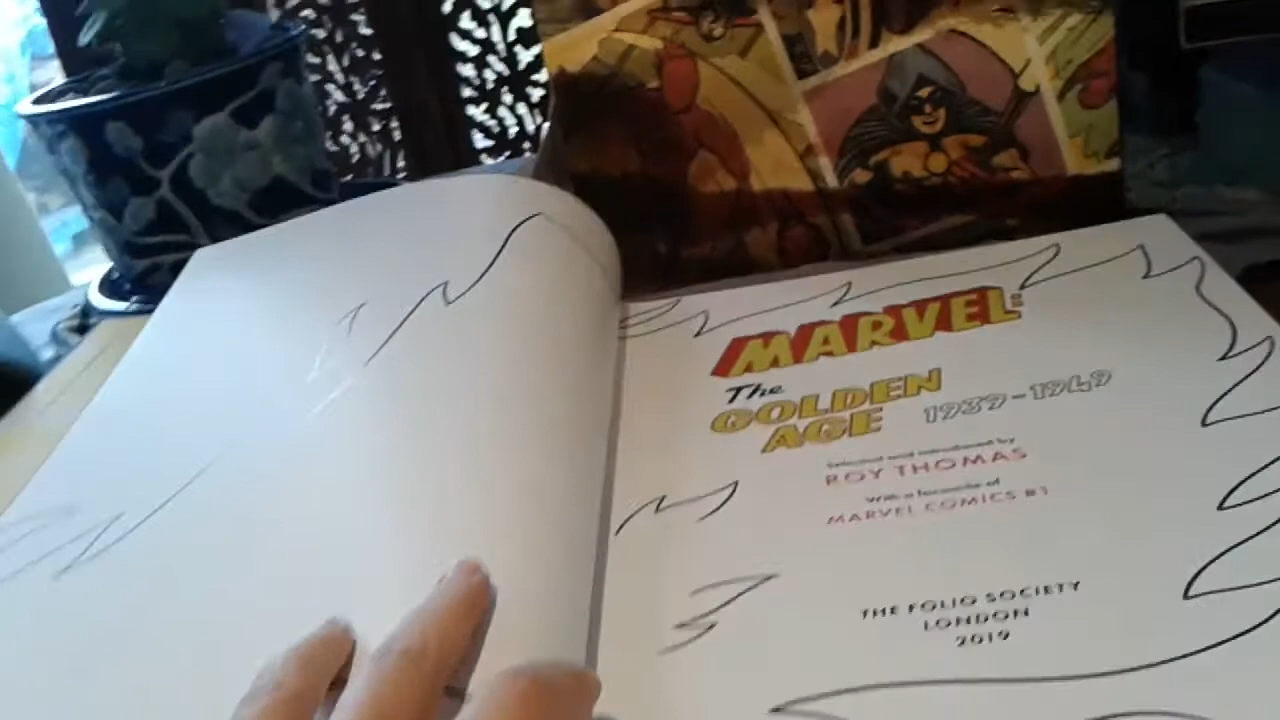 MARVEL:
The
GOLDEN
AGE 1939-1949
Selected and introduced by
ROY THOMAS
With a facsimile of
MARVEL COMICS #1
THE FOLIO SOCIETY
LONDON
2019